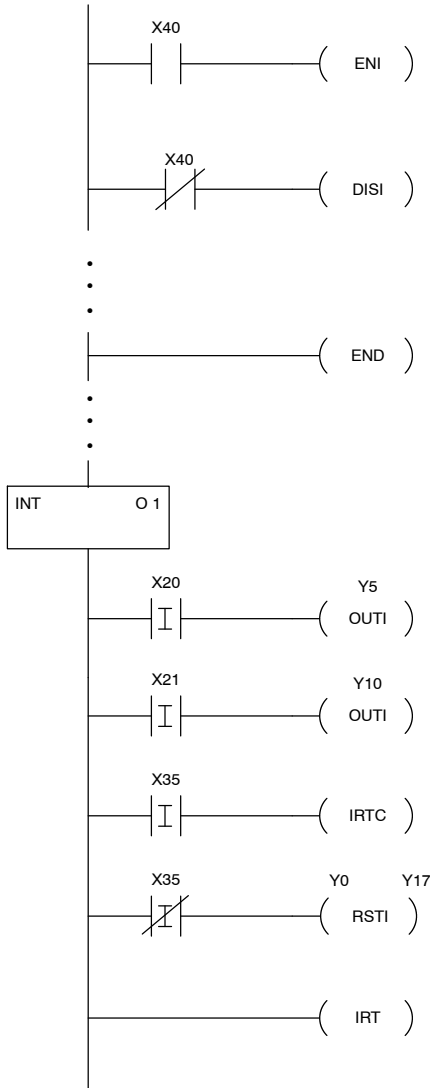 X40
ENI
X40
DISI
END
INT O 1
X20 Y5
OUTI
X21 Y10
OUTI
X35
IRTC
X35 Y0 Y17
RSTI
IRT